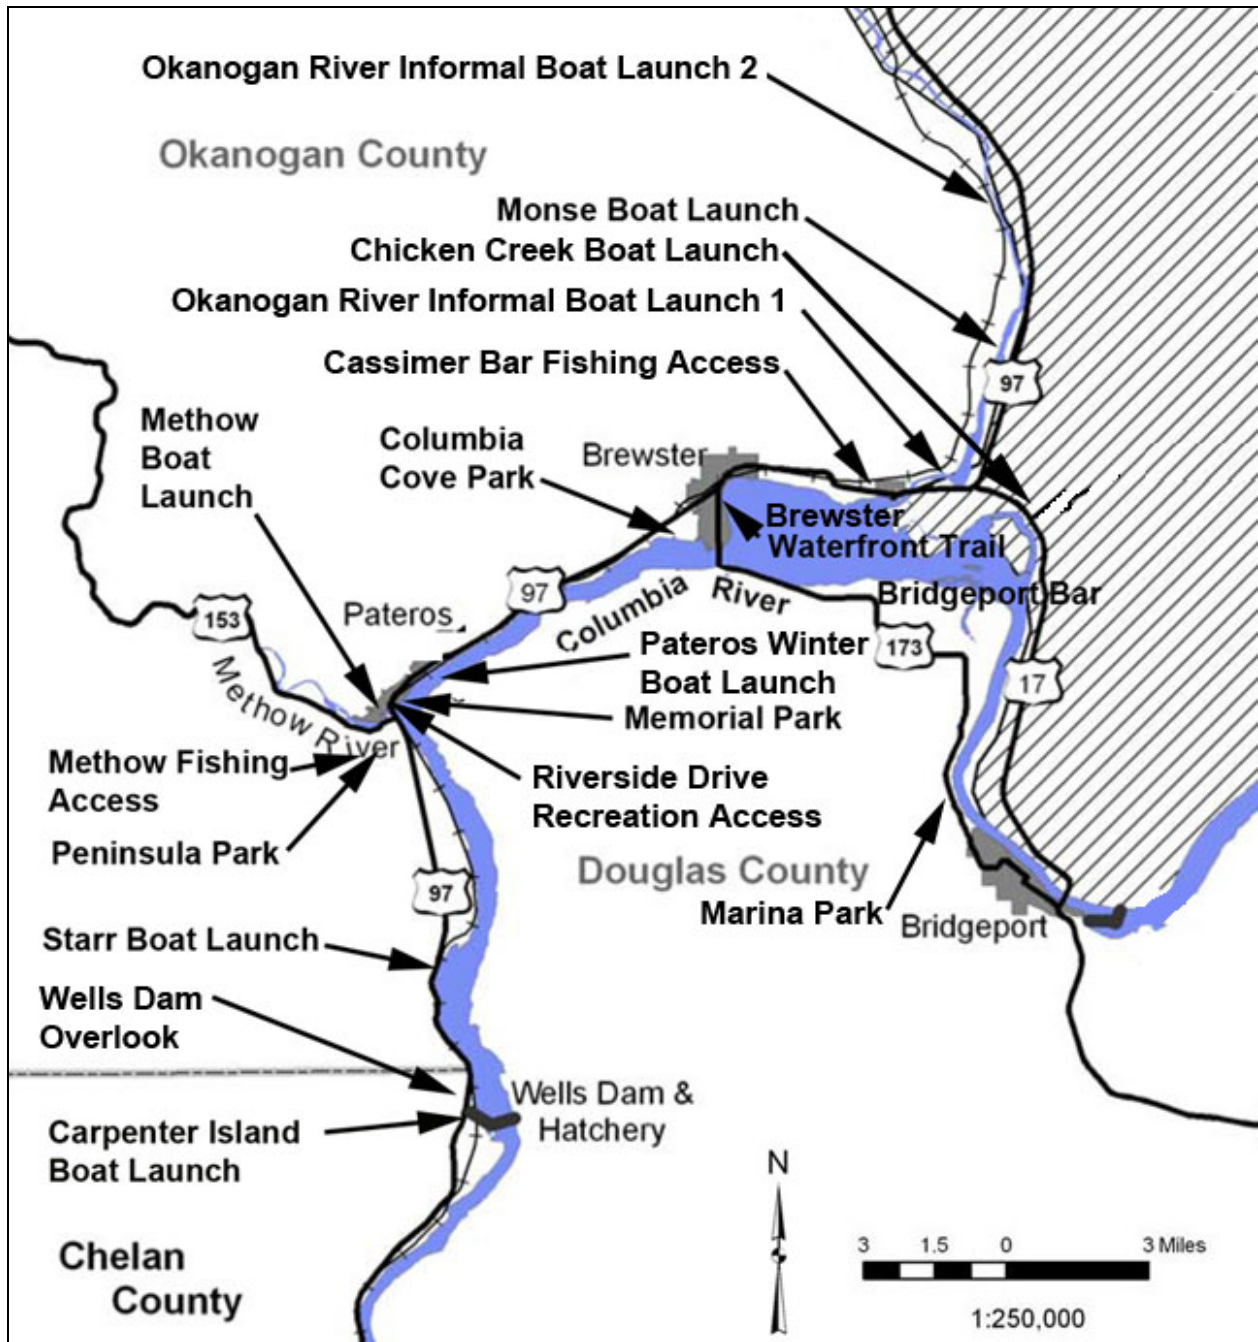 Okanogan River Informal Boat Launch 2
Okanogan County
Monse Boat Launch
Chicken Creek Boat Launch
Okanogan River Informal Boat Launch 1
Cassimer Bar Fishing Access
97
Methow
Boat
Launch
Columbia
Cove Park
Brewster
Brewster
Waterfront Trail
Bridgeport Bar
97
Columbia River
153
Pateros
173
17
Methow River
Pateros Winter
Boat Launch
Memorial Park
Methow Fishing
Access
Riverside Drive
Recreation Access
Peninsula Park
Douglas County
97
Marina Park
Bridgeport
Starr Boat Launch
Wells Dam
Overlook
Wells Dam &
Hatchery
Carpenter Island
Boat Launch
N
Chelan
County
3 1.5 0 3 Miles
1:250,000